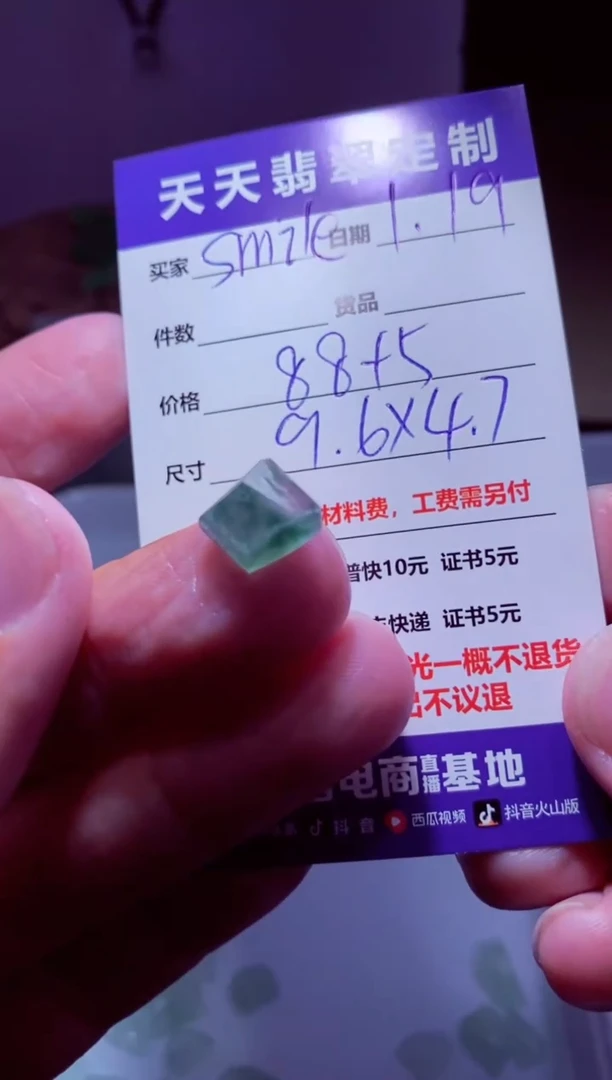 天天翡翠定制
买家 smile 白期 1.19
件数 货品
价格 88+5
尺寸 9.6X4.7
材料费，工费需另付
普快10元 证书5元
快递 证书5元
光一概不退货
出不议退
电商直播基地
抖音 西瓜视频 抖音火山版